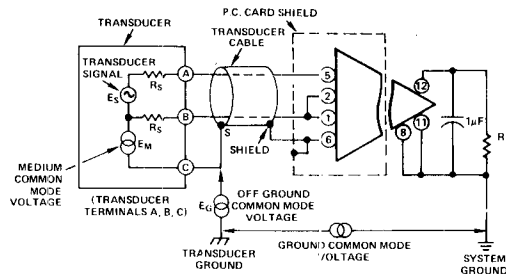 TRANSDUCER
P.C. CARD SHIELD
TRANSDUCER
CABLE
TRANSDUCER
SIGNAL
RS
A
5
12
ES
2
RS
B
1
1µF
8
11
R
S
6
EM
SHIELD
C
MEDIUM
COMMON
MODE
VOLTAGE
(TRANSDUCER
TERMINALS A, B, C)
EG
OFF GROUND
COMMON MODE
VOLTAGE
TRANSDUCER
GROUND
GROUND COMMON MODE
VOLTAGE
SYSTEM
GROUND